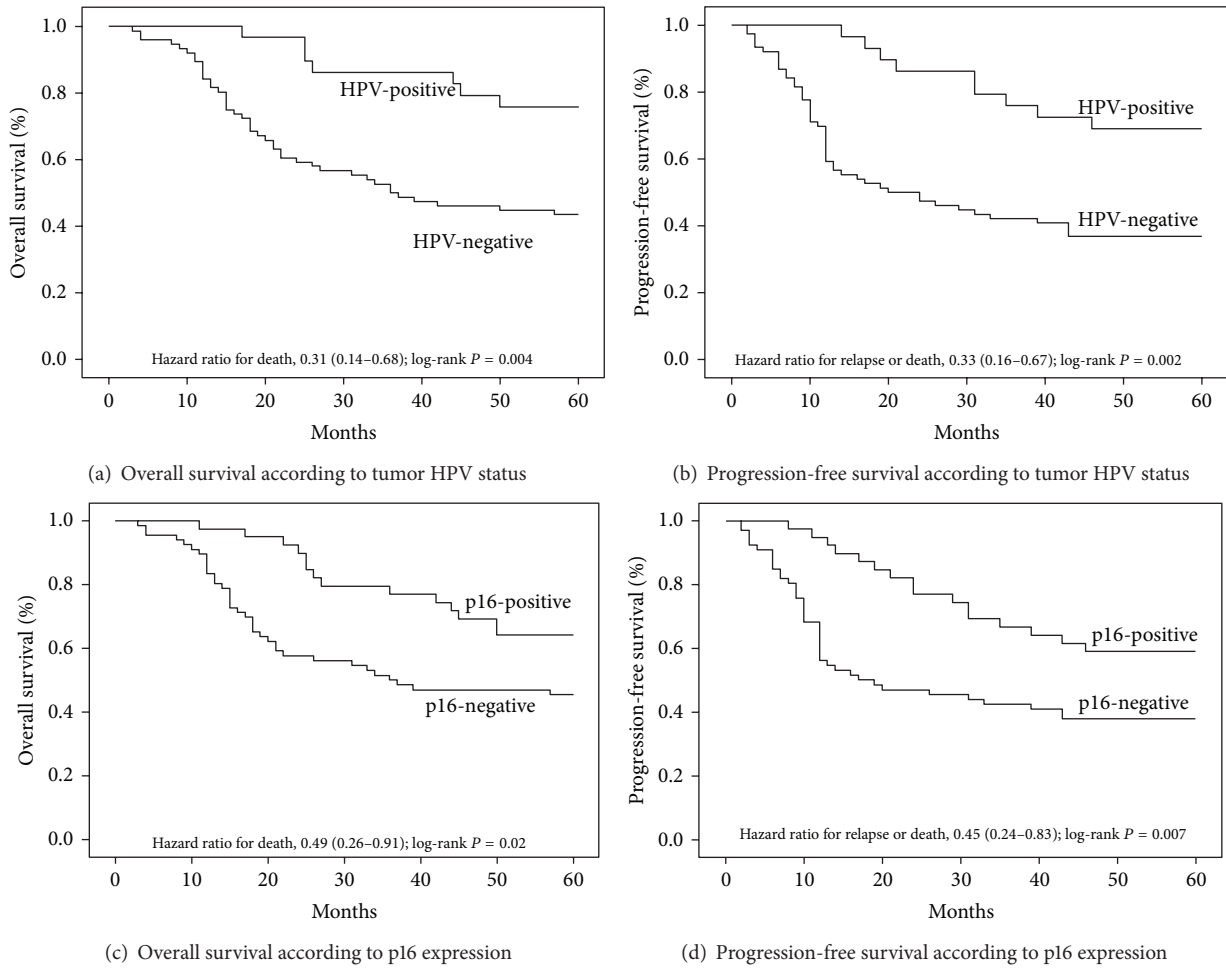 Overall survival (%)
1.0
0.8
0.6
0.4
0.2
0.0
HPV-positive
HPV-negative
Hazard ratio for death, 0.31 (0.14–0.68); log-rank P = 0.004
0 10 20 30 40 50 60
Months
(a) Overall survival according to tumor HPV status
Progression-free survival (%)
1.0
0.8
0.6
0.4
0.2
0.0
HPV-positive
HPV-negative
Hazard ratio for relapse or death, 0.33 (0.16–0.67); log-rank P = 0.002
0 10 20 30 40 50 60
Months
(b) Progression-free survival according to tumor HPV status
Overall survival (%)
1.0
0.8
0.6
0.4
0.2
0.0
p16-positive
p16-negative
Hazard ratio for death, 0.49 (0.26–0.91); log-rank P = 0.02
0 10 20 30 40 50 60
Months
(c) Overall survival according to p16 expression
Progression-free survival (%)
1.0
0.8
0.6
0.4
0.2
0.0
p16-positive
p16-negative
Hazard ratio for relapse or death, 0.45 (0.24–0.83); log-rank P = 0.007
0 10 20 30 40 50 60
Months
(d) Progression-free survival according to p16 expression